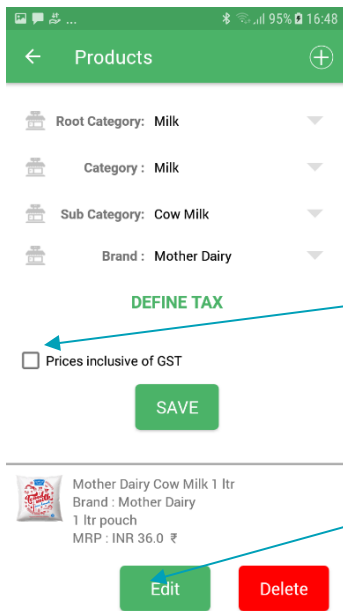 ... 95% 16:48
Products
Root Category: Milk
Category : Milk
Sub Category: Cow Milk
Brand : Mother Dairy
DEFINE TAX
Prices inclusive of GST
SAVE
Mother Dairy Cow Milk 1 ltr
Brand : Mother Dairy
1 ltr pouch
MRP : INR 36.0 ₹
Edit Delete